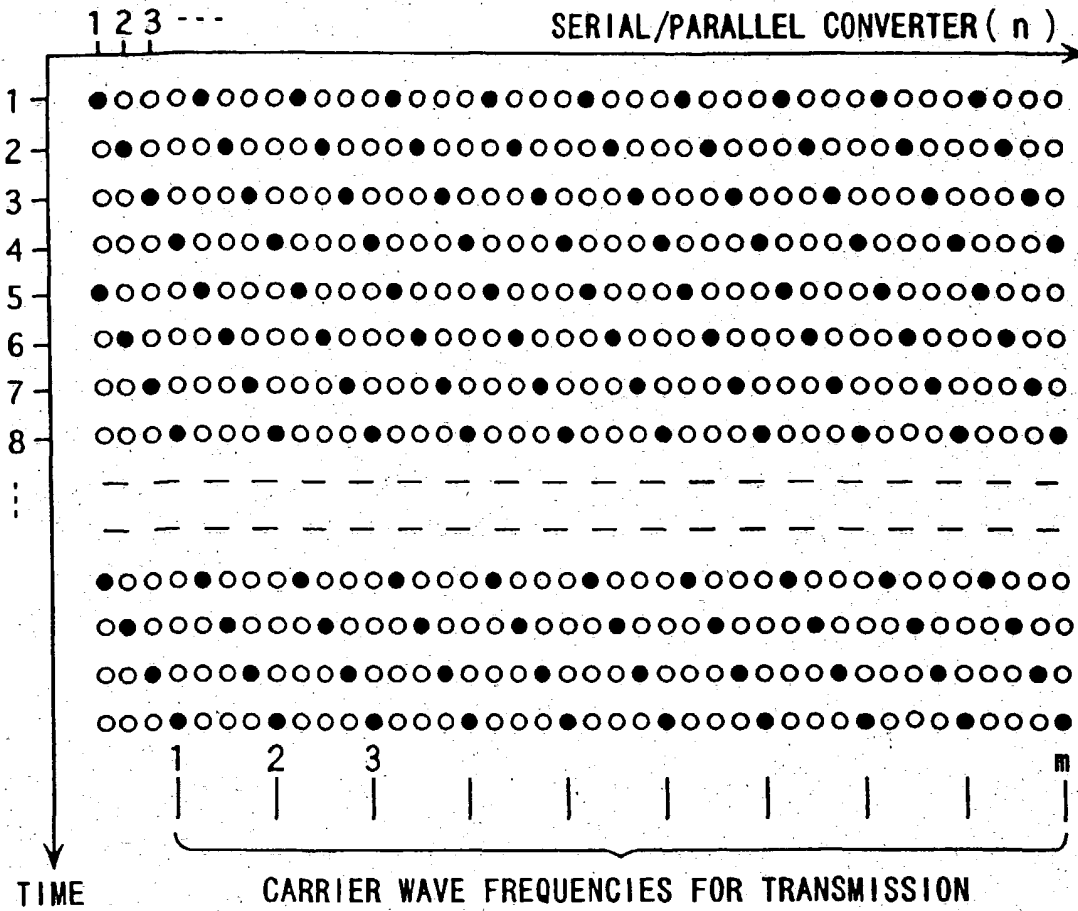 1 2 3 ---
SERIAL/PARALLEL CONVERTER ( n )
1
2
3
4
5
6
7
8
1 2 3 m
TIME
CARRIER WAVE FREQUENCIES FOR TRANSMISSION